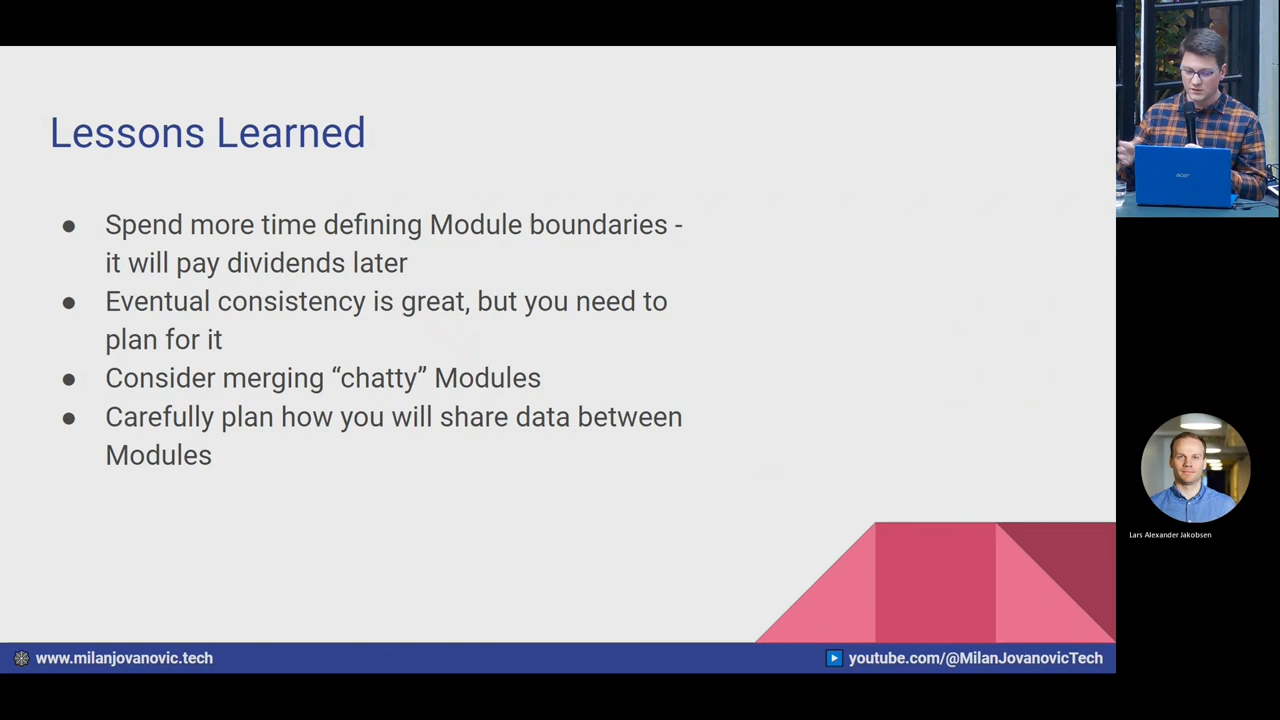 Lessons Learned
● Spend more time defining Module boundaries -
it will pay dividends later
● Eventual consistency is great, but you need to
plan for it
● Consider merging “chatty” Modules
● Carefully plan how you will share data between
Modules
www.milanjovanovic.tech
youtube.com/@MilanJovanovicTech
acer
Lars Alexander Jakobsen